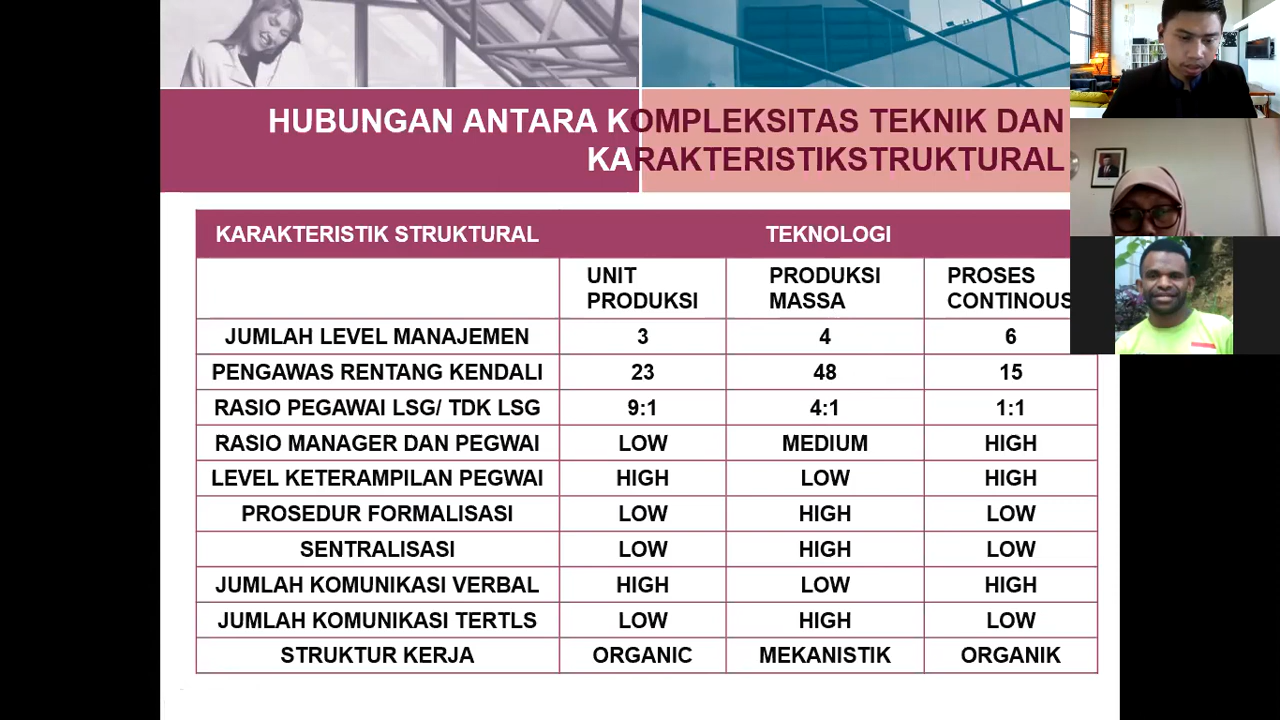 HUBUNGAN ANTARA KOMPLEKSITAS TEKNIK DAN
KARAKTERISTIKSTRUKTURAL
KARAKTERISTIK STRUKTURAL TEKNOLOGI
UNIT PRODUKSI PROSES
PRODUKSI MASSA CONTINOUS
JUMLAH LEVEL MANAJEMEN 3 4 6
PENGAWAS RENTANG KENDALI 23 48 15
RASIO PEGAWAI LSG/ TDK LSG 9:1 4:1 1:1
RASIO MANAGER DAN PEGWAI LOW MEDIUM HIGH
LEVEL KETERAMPILAN PEGWAI HIGH LOW HIGH
PROSEDUR FORMALISASI LOW HIGH LOW
SENTRALISASI LOW HIGH LOW
JUMLAH KOMUNIKASI VERBAL HIGH LOW HIGH
JUMLAH KOMUNIKASI TERTLS LOW HIGH LOW
STRUKTUR KERJA ORGANIC MEKANISTIK ORGANIK